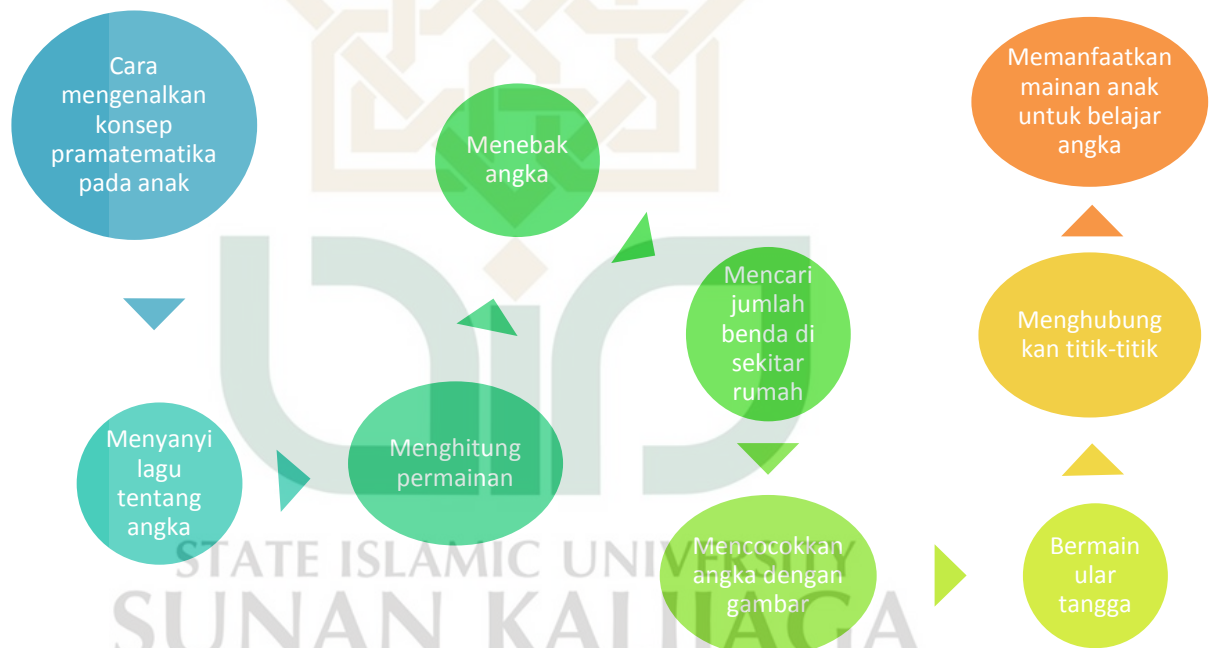 Cara
mengenalkan
konsep
pramatematika
pada anak
Menyanyi
lagu
tentang
angka
Menghitung
permainan
Menebak
angka
Mencari
jumlah
benda di
sekitar
rumah
Mencocokkan
angka dengan
gambar
Bermain
ular
tangga
Menghubung
kan titik-titik
Memanfaatkan
mainan anak
untuk belajar
angka
STATE ISLAMIC UNIVERSITY
SUNAN KALIJAGA